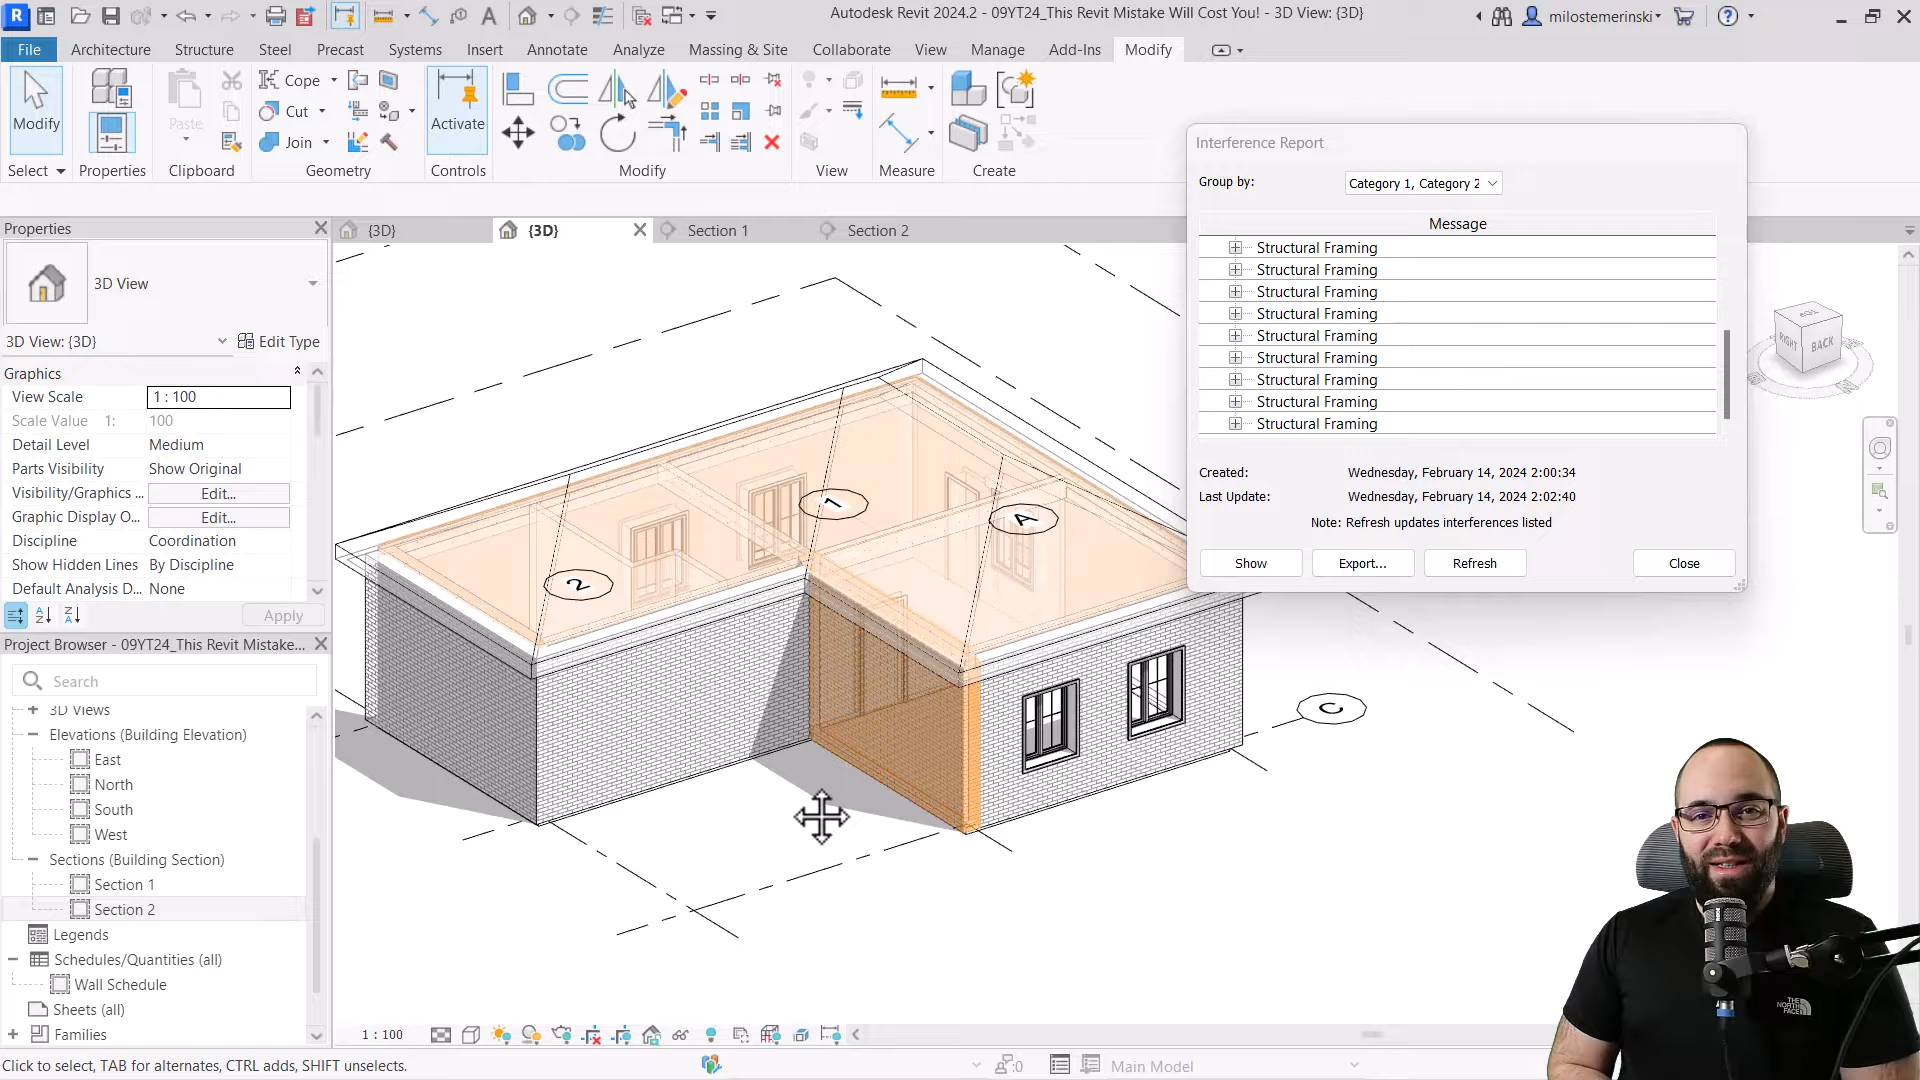 Autodesk Revit 2024.2 - 09YT24_This Revit Mistake Will Cost You! - 3D View: {3D}
milostemerinski
File
Architecture
Structure
Steel
Precast
Systems
Insert
Annotate
Analyze
Massing & Site
Collaborate
View
Manage
Add-Ins
Modify
Modify
Paste
Cope
Cut
Join
Activate
Select
Properties
Clipboard
Geometry
Controls
Modify
View
Measure
Create
Properties
3D View
3D View: {3D}
Edit Type
Graphics
View Scale
1 : 100
Scale Value 1:
100
Detail Level
Medium
Parts Visibility
Show Original
Visibility/Graphics ...
Edit...
Graphic Display O...
Edit...
Discipline
Coordination
Show Hidden Lines
By Discipline
Default Analysis D...
None
Apply
Project Browser - 09YT24_This Revit Mistake...
Search
3D Views
Elevations (Building Elevation)
East
North
South
West
Sections (Building Section)
Section 1
Section 2
Legends
Schedules/Quantities (all)
Wall Schedule
Sheets (all)
Families
{3D}
{3D}
Section 1
Section 2
1
A
2
C
TOP
RIGHT
BACK
Interference Report
Group by:
Category 1, Category 2
Message
Structural Framing
Structural Framing
Structural Framing
Structural Framing
Structural Framing
Structural Framing
Structural Framing
Structural Framing
Structural Framing
Created:
Wednesday, February 14, 2024 2:00:34
Last Update:
Wednesday, February 14, 2024 2:02:40
Note: Refresh updates interferences listed
Show
Export...
Refresh
Close
THE
NORTH
FACE
1 : 100
Click to select, TAB for alternates, CTRL adds, SHIFT unselects.
:0
Main Model